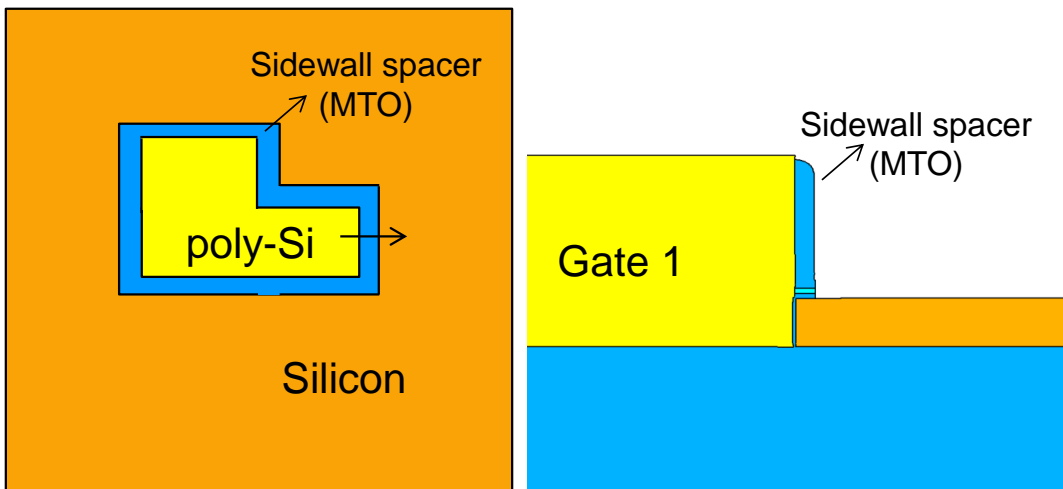 Sidewall spacer
(MTO)
poly-Si
Silicon
Sidewall spacer
(MTO)
Gate 1